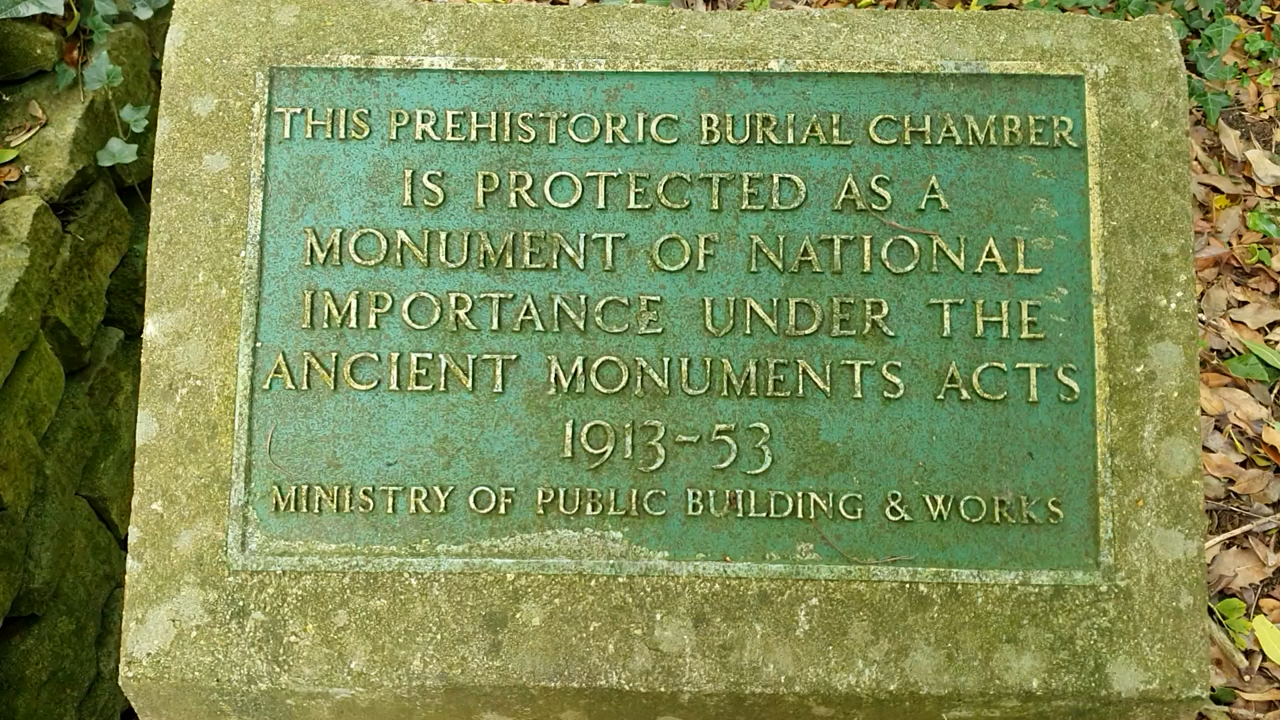 THIS PREHISTORIC BURIAL CHAMBER
IS PROTECTED AS A
MONUMENT OF NATIONAL
IMPORTANCE UNDER THE
ANCIENT MONUMENTS ACTS
1913-53
MINISTRY OF PUBLIC BUILDING & WORKS